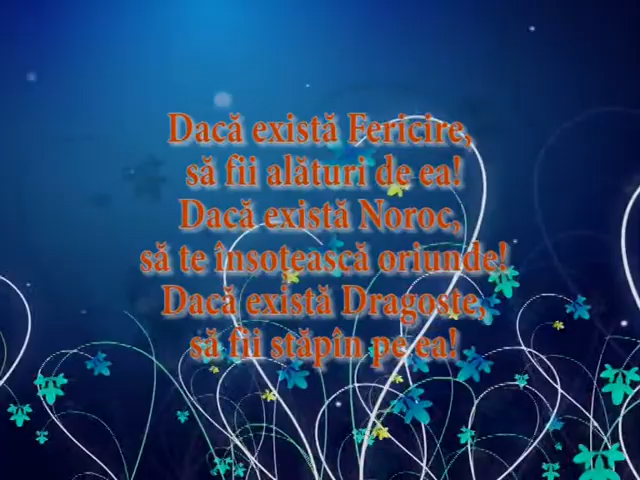 Dacă există Fericire,
să fii alături de ea!
Dacă există Noroc,
să te însoțească oriunde!
Dacă există Dragoste,
să fii stăpîn pe ea!